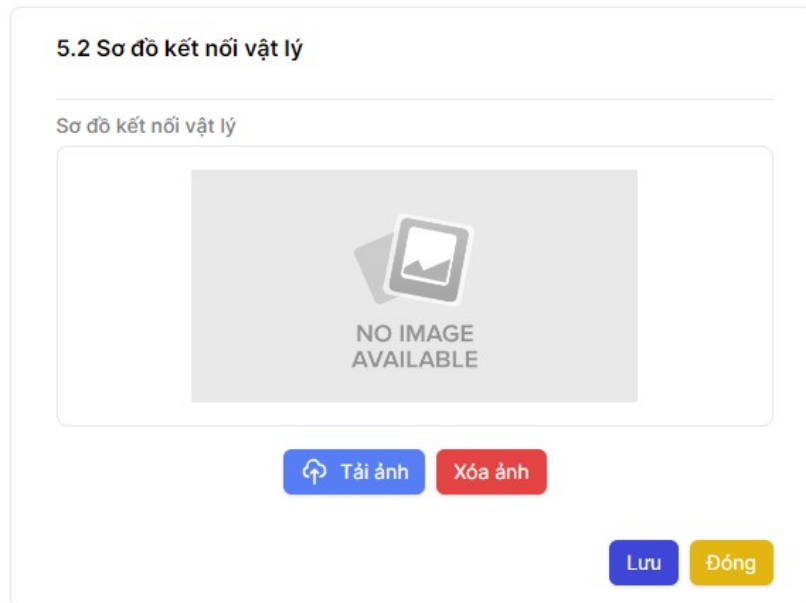 5.2 Sơ đồ kết nối vật lý
Sơ đồ kết nối vật lý
NO IMAGE
AVAILABLE
Tải ảnh
Xóa ảnh
Lưu
Đóng